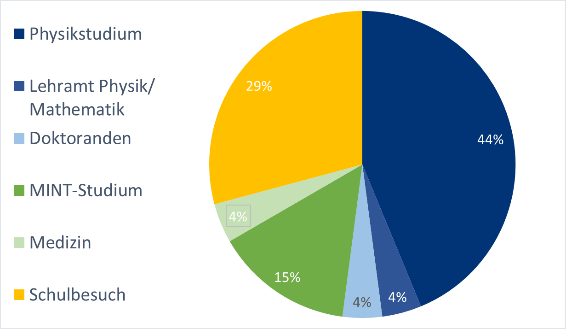 Physikstudium
Lehramt Physik/
Mathematik
Doktoranden
MINT-Studium
Medizin
Schulbesuch
44%
4%
4%
15%
4%
29%